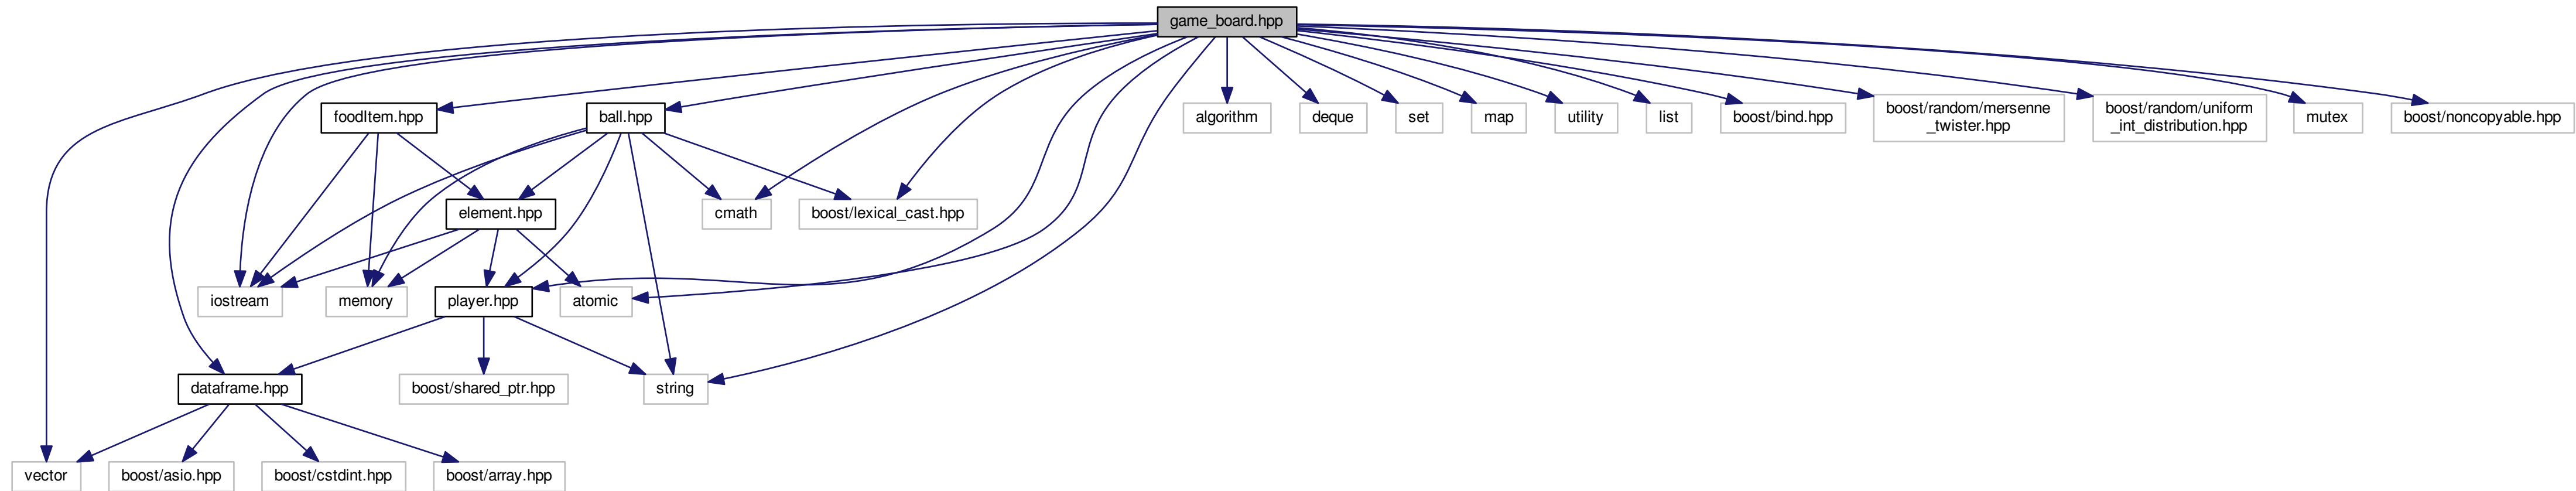 game_board.hpp
foodItem.hpp
ball.hpp
algorithm
deque
set
map
utility
list
boost/bind.hpp
boost/random/mersenne
_twister.hpp
boost/random/uniform
_int_distribution.hpp
mutex
boost/noncopyable.hpp
element.hpp
cmath
boost/lexical_cast.hpp
iostream
memory
player.hpp
atomic
dataframe.hpp
boost/shared_ptr.hpp
string
vector
boost/asio.hpp
boost/cstdint.hpp
boost/array.hpp